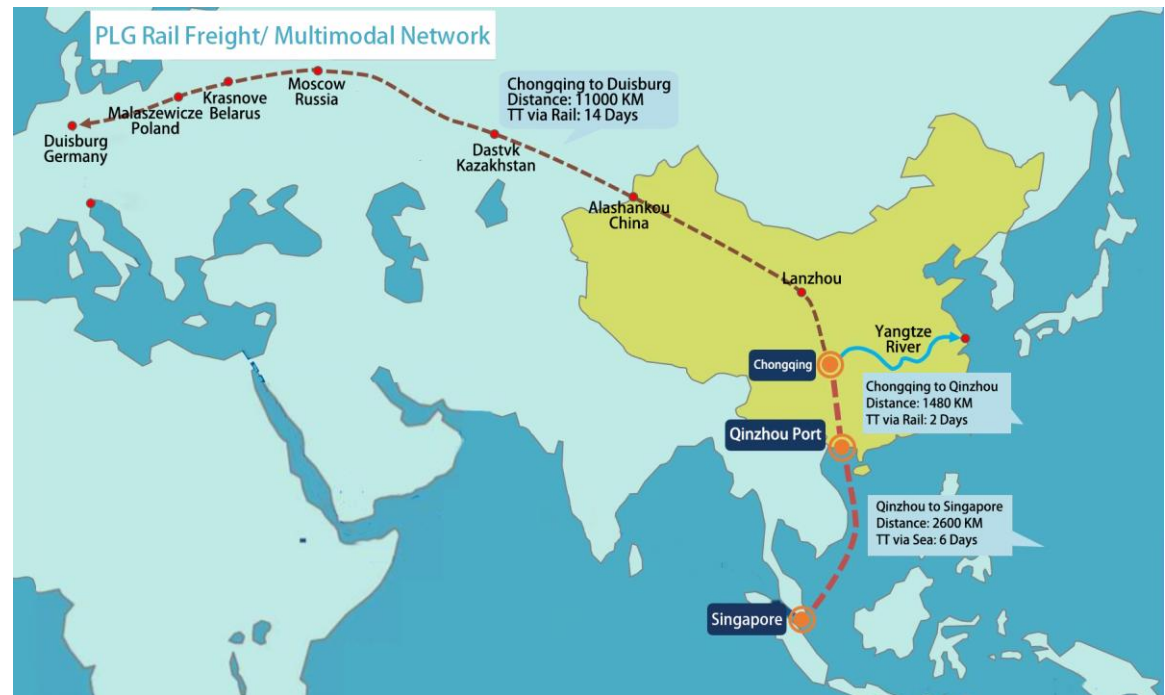 PLG Rail Freight/ Multimodal Network
Moscow
Russia
Krasnove
Belarus
Malaszewicze
Poland
Duisburg
Germany
Chongqing to Duisburg
Distance: 11000 KM
TT via Rail: 14 Days
Dastvk
Kazakhstan
Alashankou
China
Lanzhou
Yangtze
River
Chongqing
Chongqing to Qinzhou
Distance: 1480 KM
TT via Rail: 2 Days
Qinzhou Port
Qinzhou to Singapore
Distance: 2600 KM
TT via Sea: 6 Days
Singapore